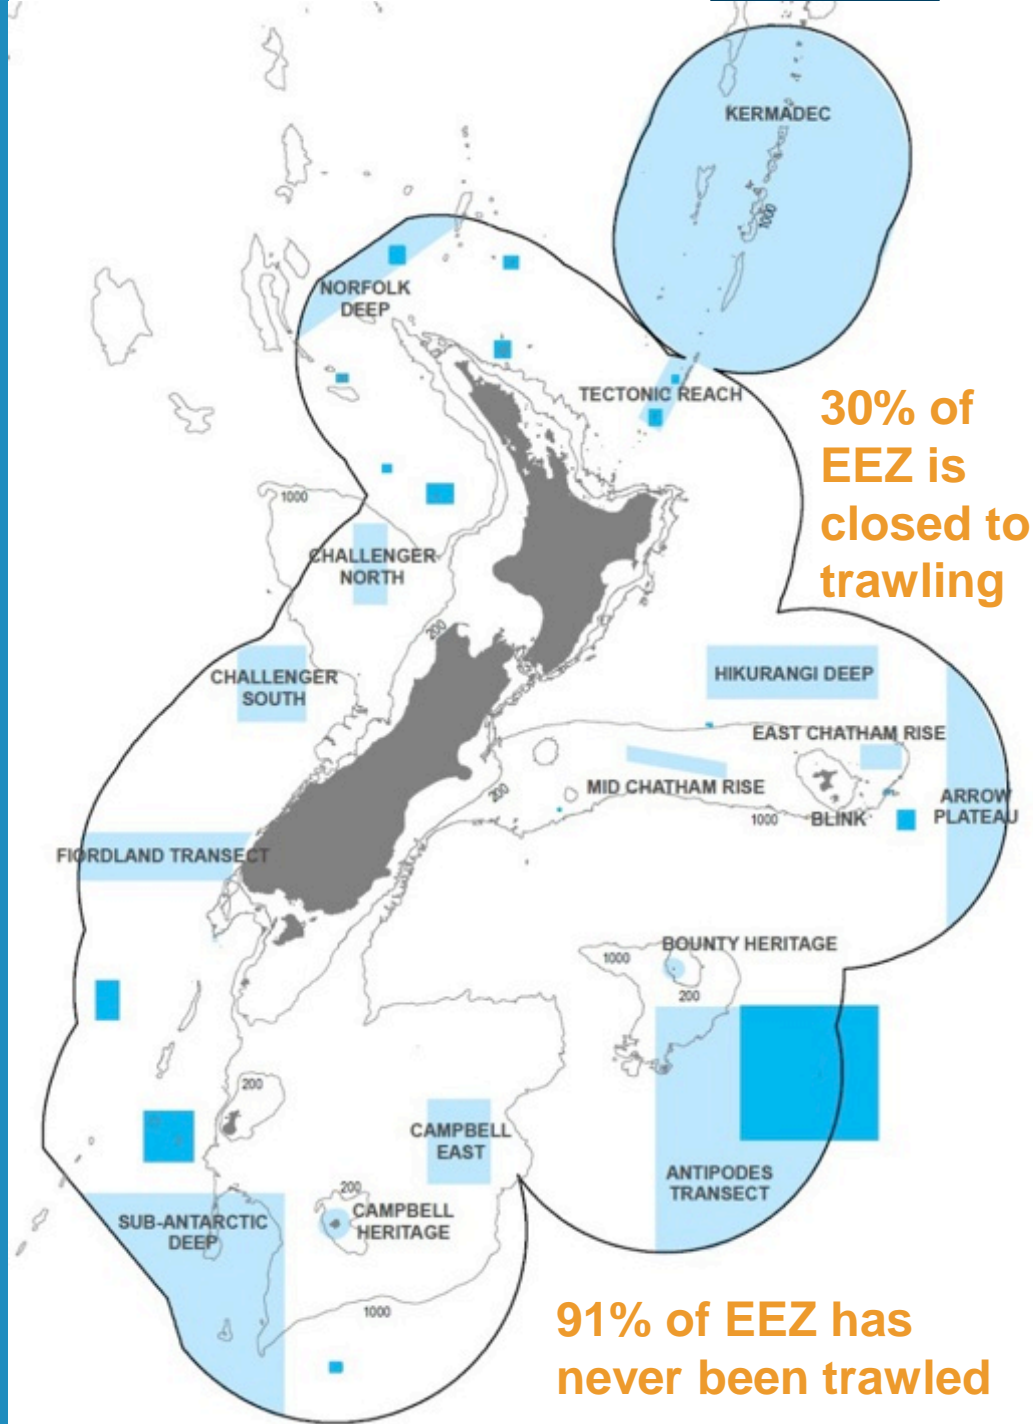 KERMADEC
1000
NORFOLK
DEEP
TECTONIC REACH
30% of
EEZ is
closed to
trawling
1000
CHALLENGER
NORTH
200
CHALLENGER
SOUTH
HIKURANGI DEEP
EAST CHATHAM RISE
MID CHATHAM RISE
200
1000
BLINK
ARROW
PLATEAU
FIORDLAND TRANSECT
BOUNTY HERITAGE
1000
200
200
CAMPBELL
EAST
ANTIPODES
TRANSECT
200
CAMPBELL
HERITAGE
SUB-ANTARCTIC
DEEP
1000
91% of EEZ has
never been trawled